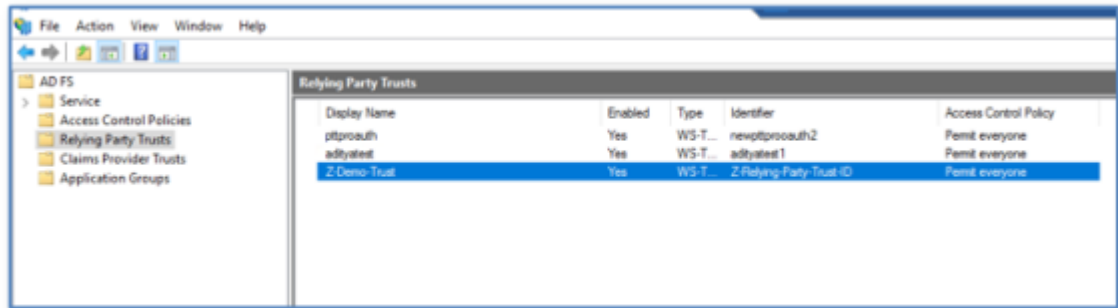 File Action View Window Help
AD FS
Service
Access Control Policies
Relying Party Trusts
Claims Provider Trusts
Application Groups
Relying Party Trusts
Display Name Enabled Type Identifier Access Control Policy
pttproauth Yes WS-T... newpttprooauth2 Permit everyone
adityatest Yes WS-T... adityatest1 Permit everyone
Z-Demo-Trust Yes WS-T... Z-Relying-Party-Trust-ID Permit everyone